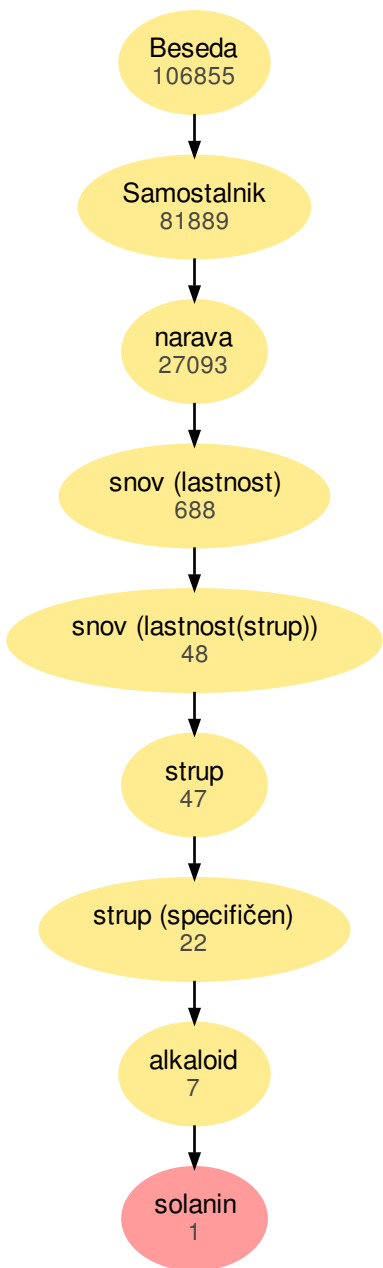 Beseda
106855
Samostalnik
81889
narava
27093
snov (lastnost)
688
snov (lastnost(strup))
48
strup
47
strup (specifičen)
22
alkaloid
7
solanin
1